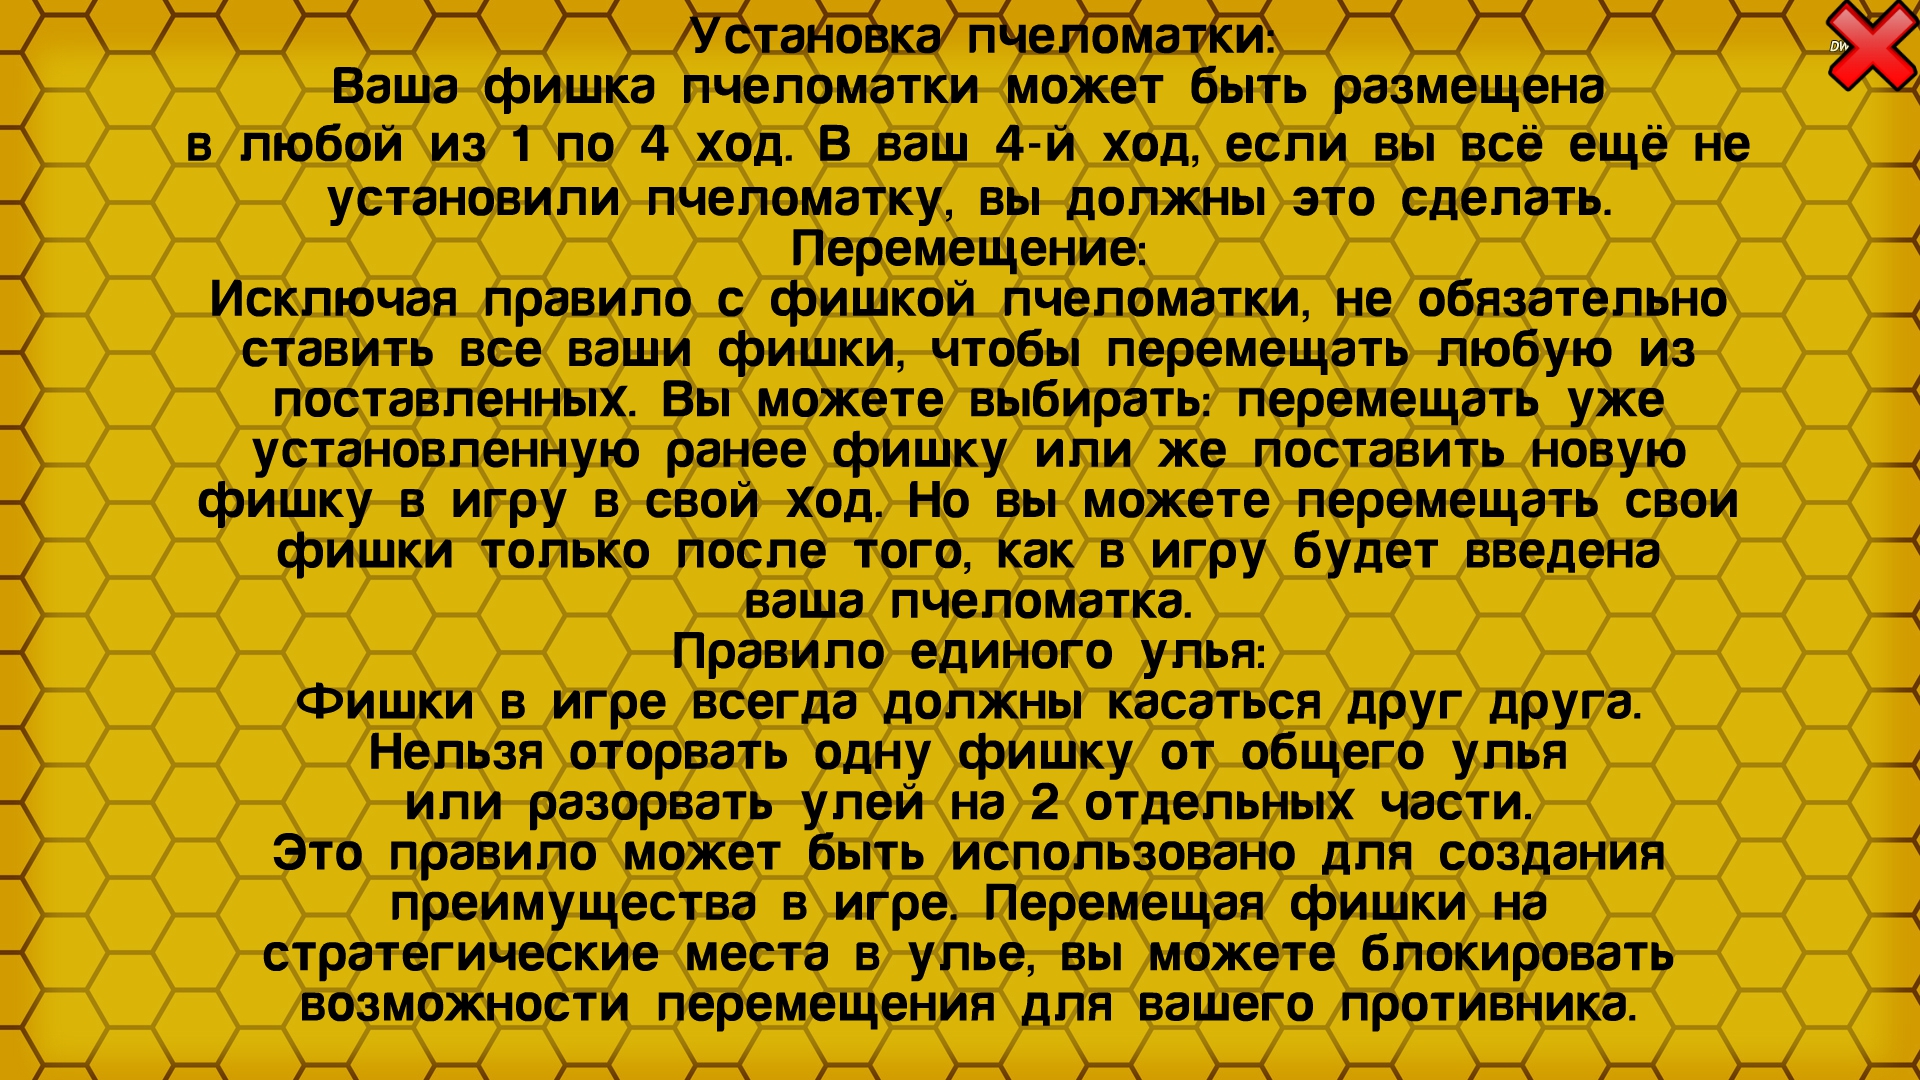 Установка пчеломатки:
Ваша фишка пчеломатки может быть размещена
в любой из 1 по 4 ход. В ваш 4-й ход, если вы всё ещё не
установили пчеломатку, вы должны это сделать.
Перемещение:
Исключая правило с фишкой пчеломатки, не обязательно
ставить все ваши фишки, чтобы перемещать любую из
поставленных. Вы можете выбирать: перемещать уже
установленную ранее фишку или же поставить новую
фишку в игру в свой ход. Но вы можете перемещать свои
фишки только после того, как в игру будет введена
ваша пчеломатка.
Правило единого улья:
Фишки в игре всегда должны касаться друг друга.
Нельзя оторвать одну фишку от общего улья
или разорвать улей на 2 отдельных части.
Это правило может быть использовано для создания
преимущества в игре. Перемещая фишки на
стратегические места в улье, вы можете блокировать
возможности перемещения для вашего противника.